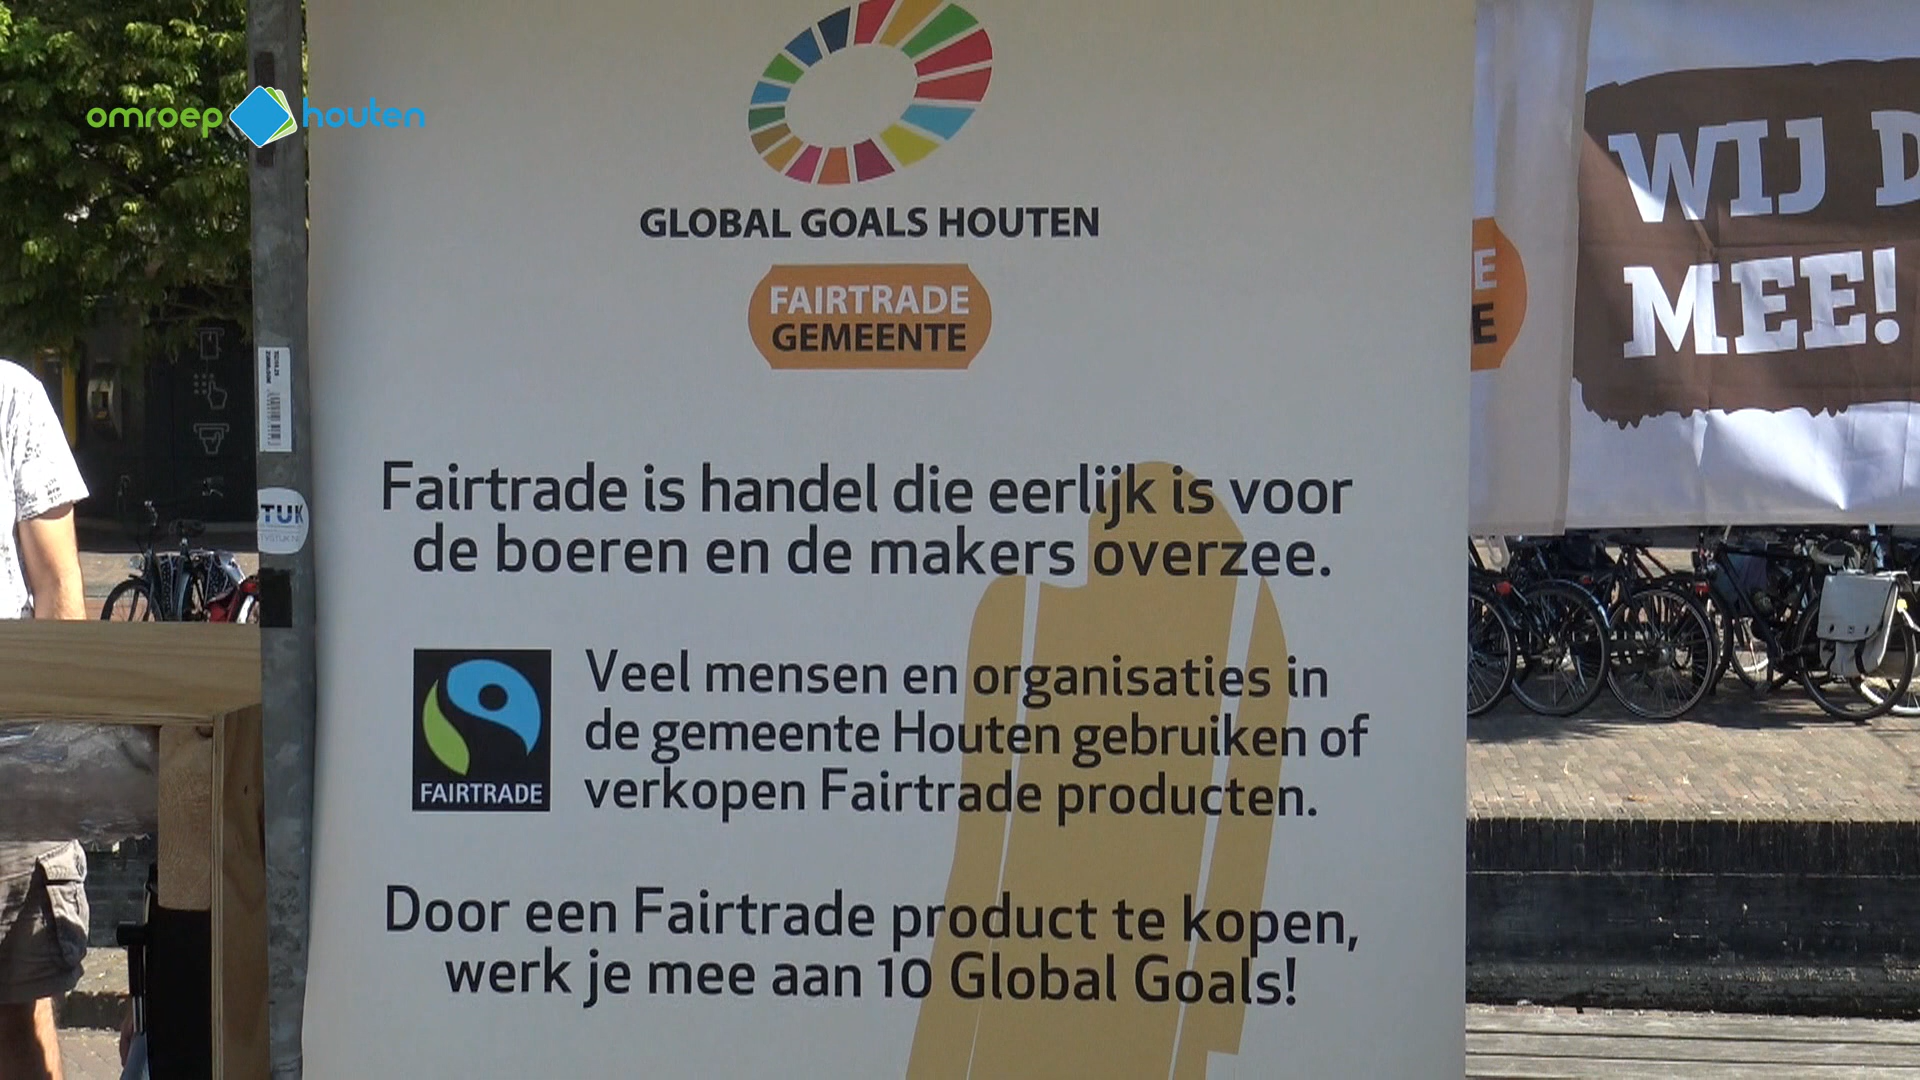 omroep houten
GLOBAL GOALS HOUTEN
FAIRTRADE
GEMEENTE
WIJ D
MEE!
E
E
TUK
Fairtrade is handel die eerlijk is voor
de boeren en de makers overzee.
Veel mensen en organisaties in
de gemeente Houten gebruiken of
verkopen Fairtrade producten.
FAIRTRADE
Door een Fairtrade product te kopen,
werk je mee aan 10 Global Goals!